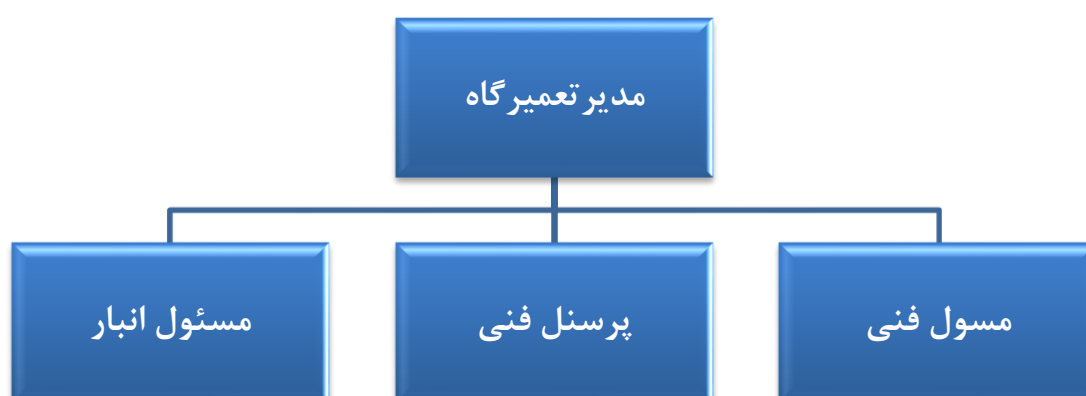 مدیر تعمیرگاه
مسول فنی
پرسنل فنی
مسئول انبار